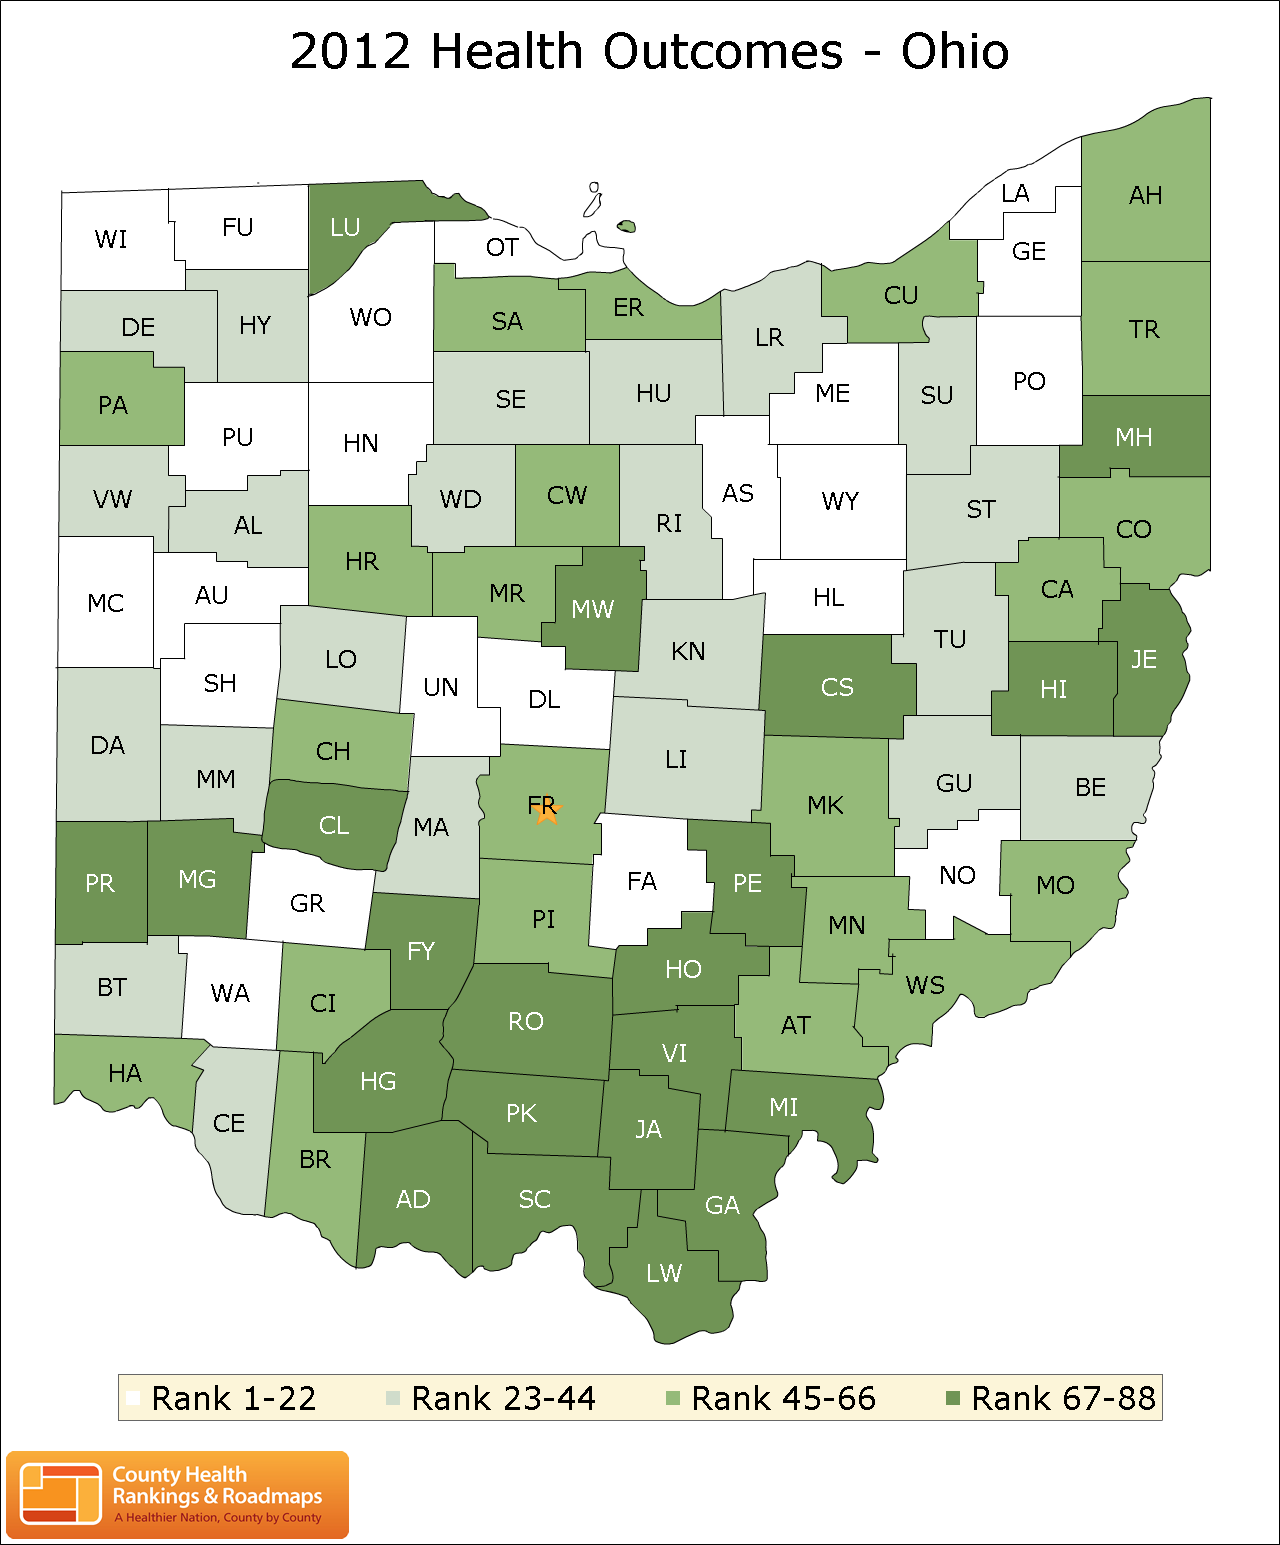 2012 Health Outcomes - Ohio
AH
LA
FU
LU
WI
OT
GE
CU
ER
WO
SA
HY
DE
TR
LR
PO
ME
HU
SU
SE
PA
PU
MH
HN
AS
CW
WD
VW
WY
ST
RI
AL
CO
HR
CA
MR
AU
HL
MC
MW
TU
KN
LO
JE
SH
UN
CS
HI
DL
DA
CH
LI
MM
GU
BE
FR
MK
CL
MA
NO
MG
FA
PE
PR
MO
GR
PI
MN
FY
HO
BT
WS
WA
CI
RO
AT
VI
HA
HG
MI
PK
CE
JA
BR
AD
SC
GA
LW
Rank 1-22 Rank 23-44 Rank 45-66 Rank 67-88
County Health
Rankings & Roadmaps
A Healthier Nation, County by County